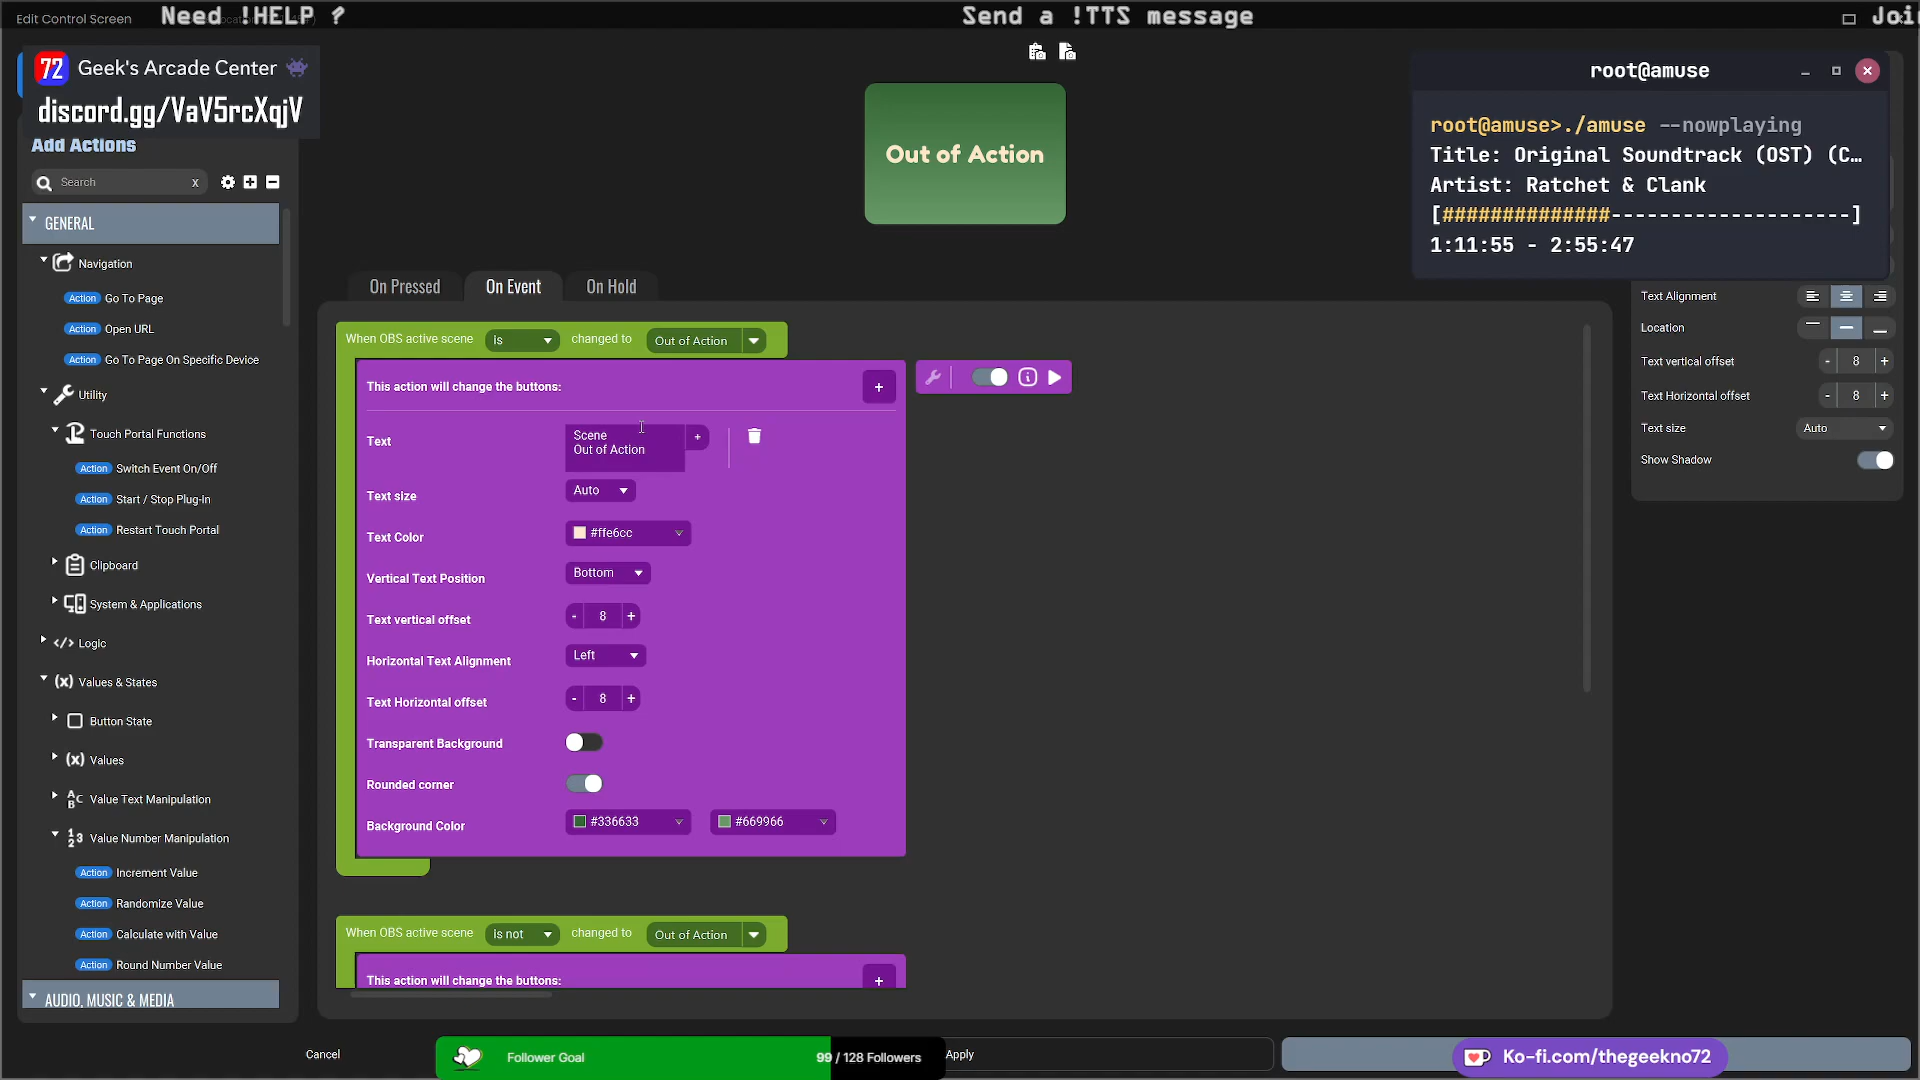 Edit Control Screen
Need !HELP ?
Send a !TTS message
Joi
72 Geek's Arcade Center
discord.gg/VaV5rcXqjV
Add Actions
Search
x
GENERAL
Navigation
Action Go To Page
Action Open URL
Action Go To Page On Specific Device
Utility
Touch Portal Functions
Action Switch Event On/Off
Action Start / Stop Plug-In
Action Restart Touch Portal
Clipboard
System & Applications
Logic
Values & States
Button State
Values
Value Text Manipulation
Value Number Manipulation
Action Increment Value
Action Randomize Value
Action Calculate with Value
Action Round Number Value
AUDIO, MUSIC & MEDIA
Out of Action
On Pressed
On Event
On Hold
When OBS active scene Is changed to Out of Action
This action will change the buttons:
+
Text
Scene
Out of Action
+
Text size Auto
Text Color #ffe6cc
Vertical Text Position Bottom
Text vertical offset - 8 +
Horizontal Text Alignment Left
Text Horizontal offset - 8 +
Transparent Background
Rounded corner
Background Color #336633 #669966
When OBS active scene Is not changed to Out of Action
This action will change the buttons:
+
root@amuse
root@amuse>./amuse --nowplaying
Title: Original Soundtrack (OST) (C...
Artist: Ratchet & Clank
[##############--------------------]
1:11:55 - 2:55:47
Text Alignment
Location
Text vertical offset - 8 +
Text Horizontal offset - 8 +
Text size Auto
Show Shadow
Cancel
Follower Goal 99 / 128 Followers
Apply
Ko-fi.com/thegeekno72